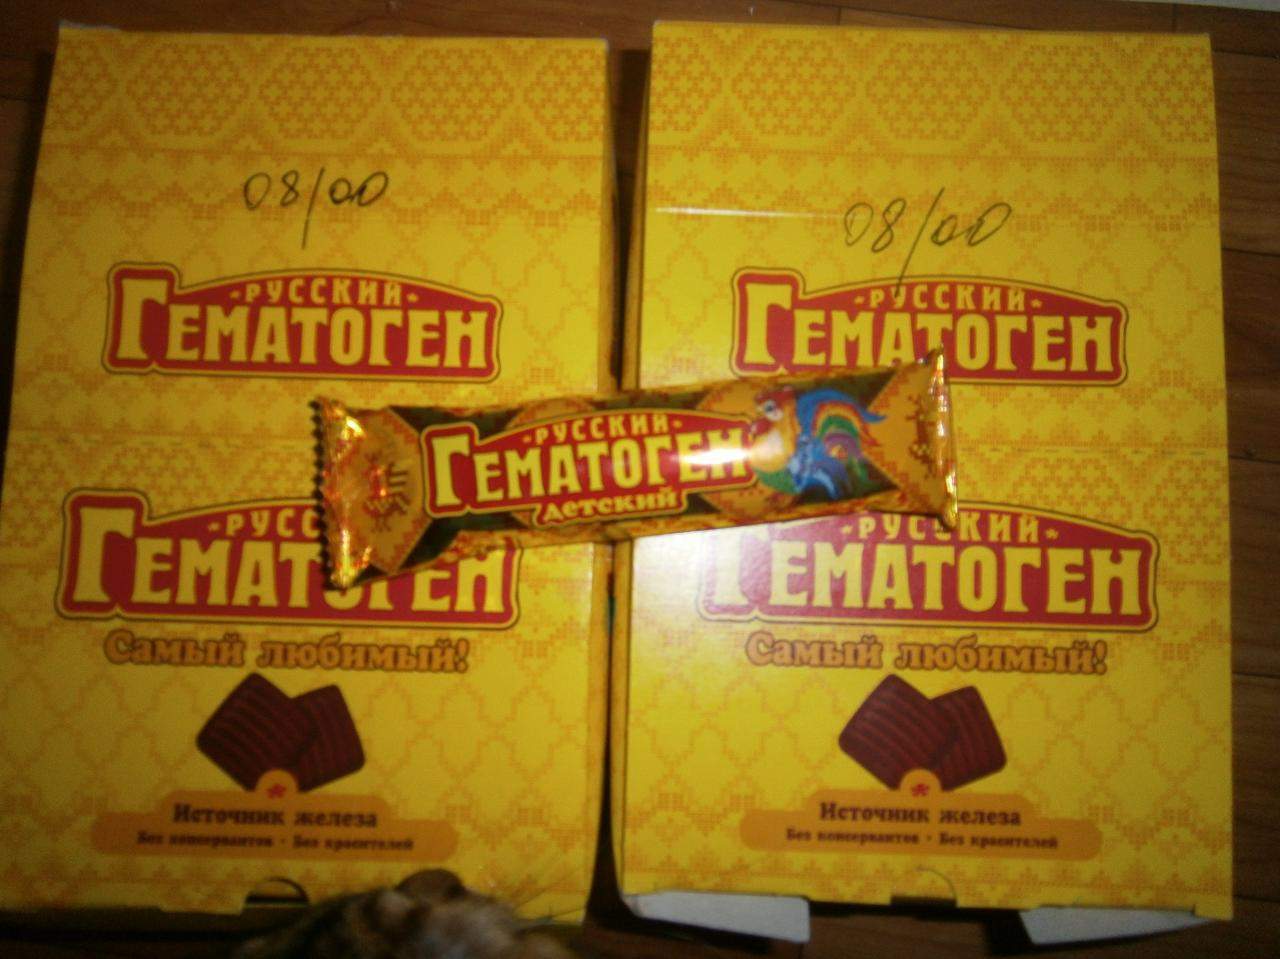 08/00
РУССКИЙ
ГЕМАТОГЕН
08/00
РУССКИЙ
ГЕМАТОГЕН
РУССКИЙ
ГЕМАТОГЕН
детский
РУСС
ГЕМАТОГЕН
Самый любимый!
Источник железа
Без консервантов · Без красителей
РУССКИЙ
ГЕМАТОГЕН
Самый любимый!
Источник железа
Без консервантов · Без красителей